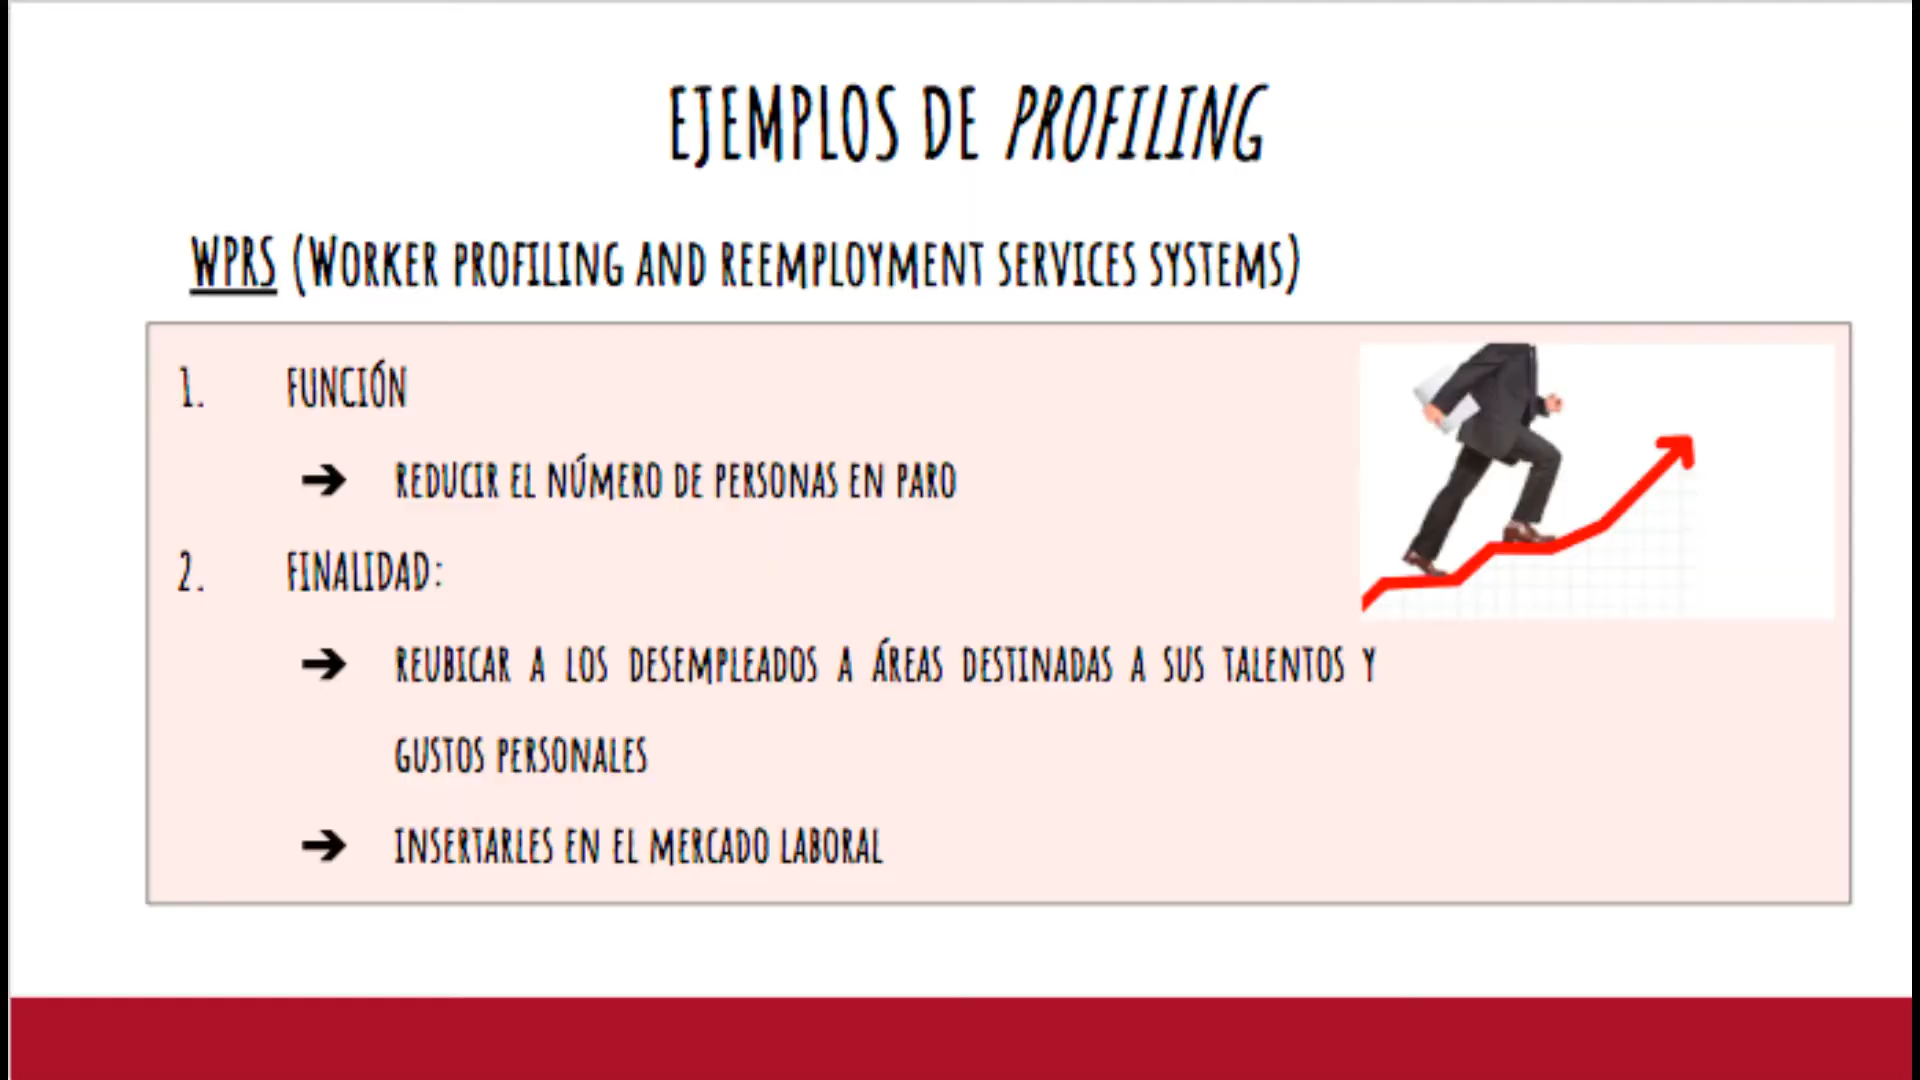 EJEMPLOS DE PROFILING
WPRS (WORKER PROFILING AND REEMPLOYMENT SERVICES SYSTEMS)
1. FUNCIÓN
➔ REDUCIR EL NÚMERO DE PERSONAS EN PARO
2. FINALIDAD:
➔ REUBICAR A LOS DESEMPLEADOS A ÁREAS DESTINADAS A SUS TALENTOS Y
GUSTOS PERSONALES
➔ INSERTARLES EN EL MERCADO LABORAL